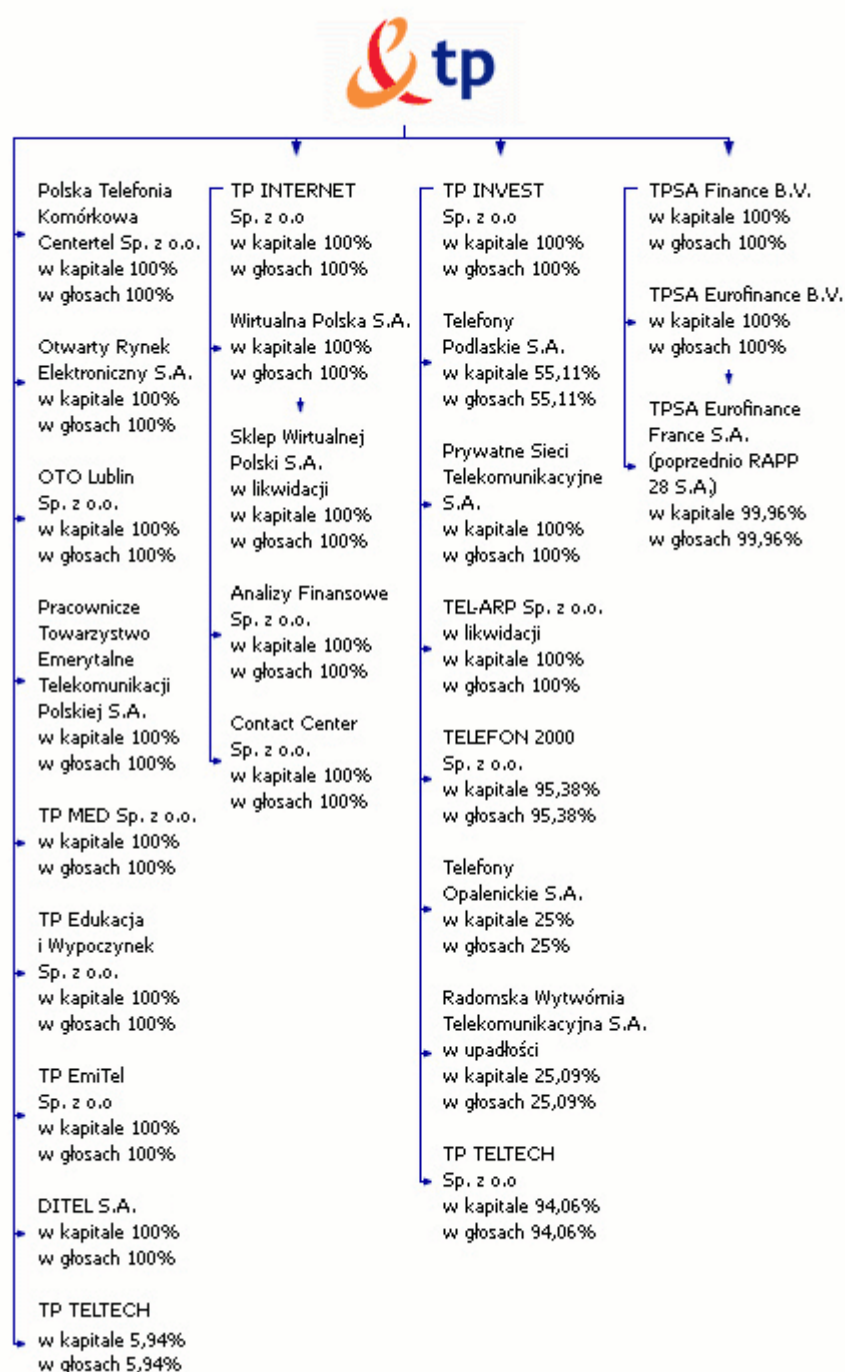 tp
Polska Telefonia
Komórkowa
Centertel Sp. z o.o.
w kapitale 100%
w głosach 100%
Otwarty Rynek
Elektroniczny S.A.
w kapitale 100%
w głosach 100%
OTO Lublin
Sp. z o.o.
w kapitale 100%
w głosach 100%
Pracownicze
Towarzystwo
Emerytalne
Telekomunikacji
Polskiej S.A.
w kapitale 100%
w głosach 100%
TP MED Sp. z o.o.
w kapitale 100%
w głosach 100%
TP Edukacja
i Wypoczynek
Sp. z o.o.
w kapitale 100%
w głosach 100%
TP EmiTel
Sp. z o.o
w kapitale 100%
w głosach 100%
DITEL S.A.
w kapitale 100%
w głosach 100%
TP TELTECH
w kapitale 5,94%
w głosach 5,94%
TP INTERNET
Sp. z o.o
w kapitale 100%
w głosach 100%
Wirtualna Polska S.A.
w kapitale 100%
w głosach 100%
Sklep Wirtualnej
Polski S.A.
w likwidacji
w kapitale 100%
w głosach 100%
Analizy Finansowe
Sp. z o.o.
w kapitale 100%
w głosach 100%
Contact Center
Sp. z o.o.
w kapitale 100%
w głosach 100%
TP INVEST
Sp. z o.o
w kapitale 100%
w głosach 100%
Telefony
Podlaskie S.A.
w kapitale 55,11%
w głosach 55,11%
Prywatne Sieci
Telekomunikacyjne
S.A.
w kapitale 100%
w głosach 100%
TEL-ARP Sp. z o.o.
w likwidacji
w kapitale 100%
w głosach 100%
TELEFON 2000
Sp. z o.o.
w kapitale 95,38%
w głosach 95,38%
Telefony
Opalenickie S.A.
w kapitale 25%
w głosach 25%
Radomska Wytwórnia
Telekomunikacyjna S.A.
w upadłości
w kapitale 25,09%
w głosach 25,09%
TP TELTECH
Sp. z o.o
w kapitale 94,06%
w głosach 94,06%
TPSA Finance B.V.
w kapitale 100%
w głosach 100%
TPSA Eurofinance B.V.
w kapitale 100%
w głosach 100%
TPSA Eurofinance
France S.A.
(poprzednio RAPP
28 S.A,)
w kapitale 99,96%
w głosach 99,96%